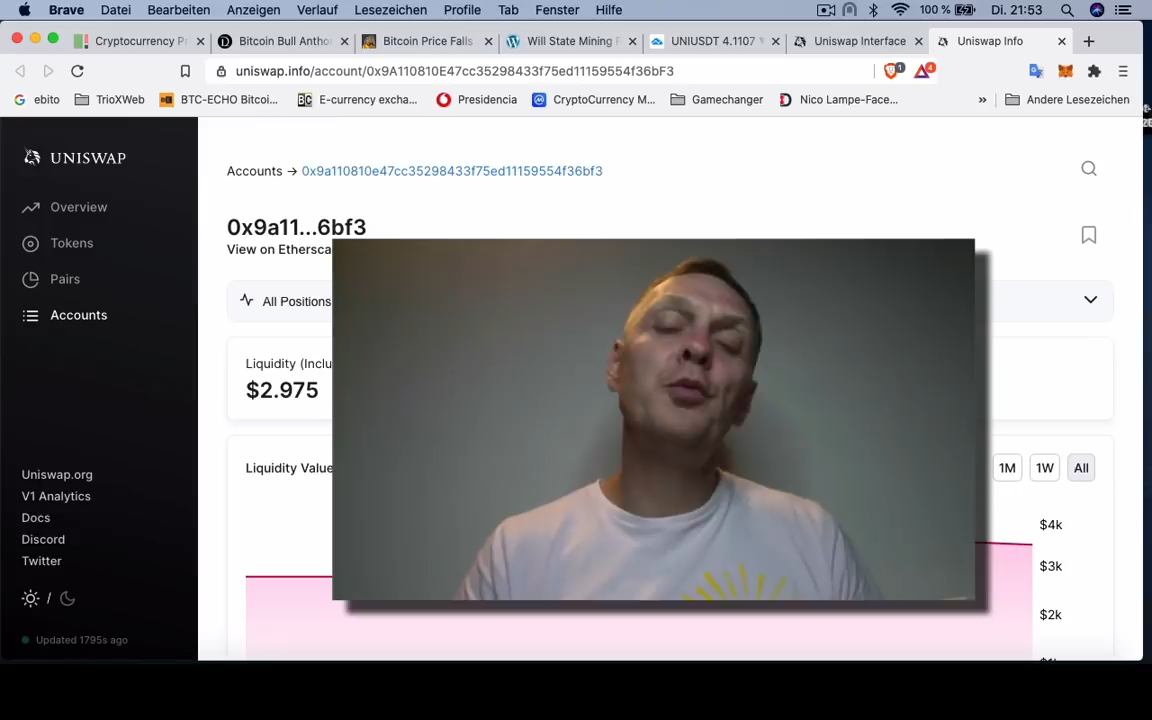 Brave Datei Bearbeiten Anzeigen Verlauf Lesezeichen Profile Tab Fenster Hilfe 100 % Di. 21:53
Cryptocurrency Pr Bitcoin Bull Antho Bitcoin Price Falls Will State Mining F UNIUSDT 4.1107 Uniswap Interface Uniswap Info
uniswap.info/account/0x9A110810E47cc35298433f75ed11159554f36bF3 1 4
ebito TrioXWeb BTC-ECHO Bitcoi... E-currency excha... Presidencia CryptoCurrency M... Gamechanger Nico Lampe-Face... » Andere Lesezeichen
UNISWAP
Overview
Tokens
Pairs
Accounts
Uniswap.org
V1 Analytics
Docs
Discord
Twitter
/
Updated 1795s ago
Accounts → 0x9a110810e47cc35298433f75ed11159554f36bf3
0x9a11...6bf3
View on Etherscan
All Positions
Liquidity (Inclu
$2.975
Liquidity Value
1M 1W All
$4k
$3k
$2k